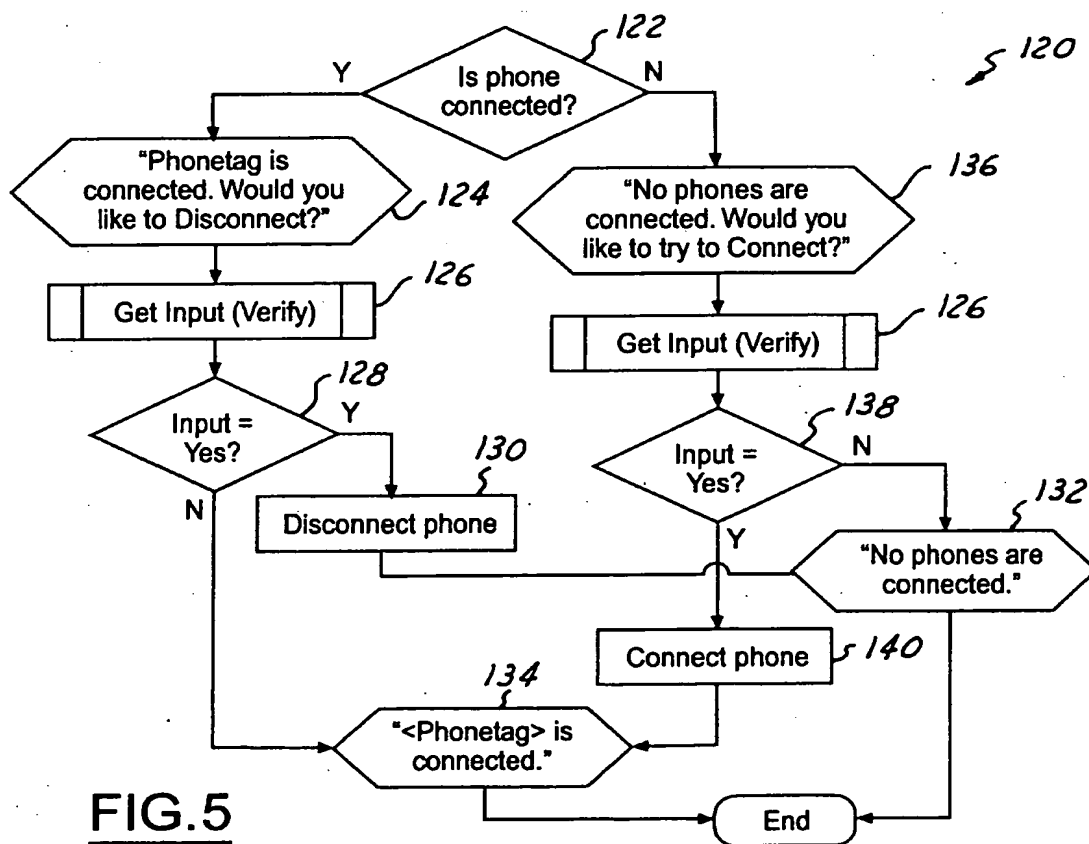 122
120
Y
N
Is phone
connected?
"Phonetag is
connected. Would you
like to Disconnect?"
124
"No phones are
connected. Would you
like to try to Connect?"
136
Get Input (Verify)
126
Get Input (Verify)
126
128
Input =
Yes?
Y
N
138
Input =
Yes?
N
Y
130
Disconnect phone
132
"No phones are
connected."
Connect phone
140
134
"<Phonetag> is
connected."
End
FIG.5